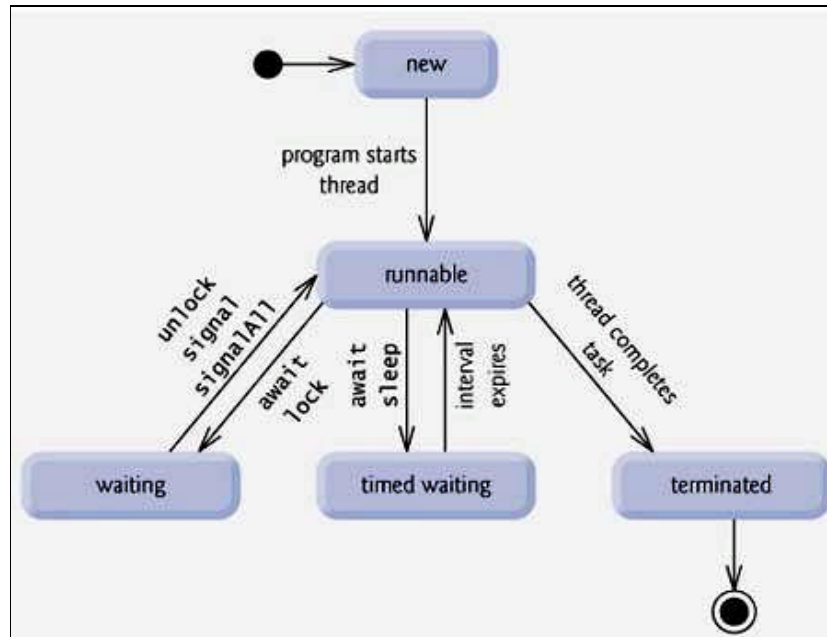 new
program starts
thread
runnable
unlock
signal
signalAll
await
lock
await
sleep
interval
expires
thread completes
task
waiting
timed waiting
terminated